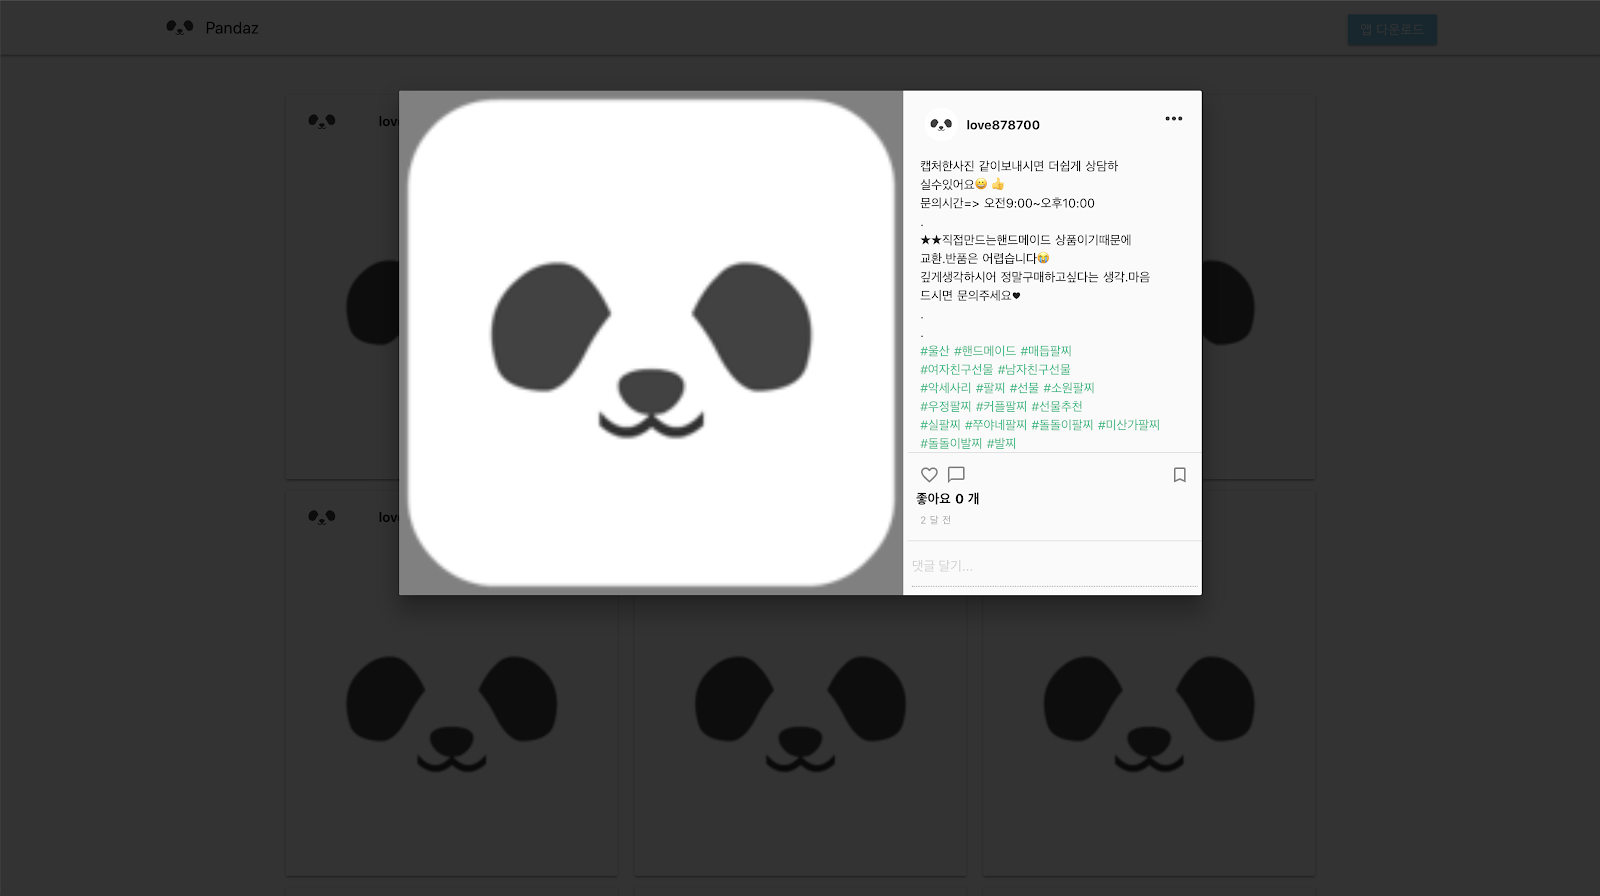 Pandaz
앱 다운로드
lov
love878700
캡처한사진 같이보내시면 더쉽게 상담하
실수있어요😀 👍
문의시간=> 오전9:00~오후10:00
.
★★직접만드는핸드메이드 상품이기때문에
교환.반품은 어렵습니다😭
깊게생각하시어 정말구매하고싶다는 생각.마음
드시면 문의주세요♥
.
.
#울산 #핸드메이드 #매듭팔찌
#여자친구선물 #남자친구선물
#악세사리 #팔찌 #선물 #소원팔찌
#우정팔찌 #커플팔찌 #선물추천
#실팔찌 #쭈야네팔찌 #돌돌이팔찌 #미산가팔찌
#돌돌이발찌 #발찌
좋아요 0 개
2 달 전
댓글 달기...
lov